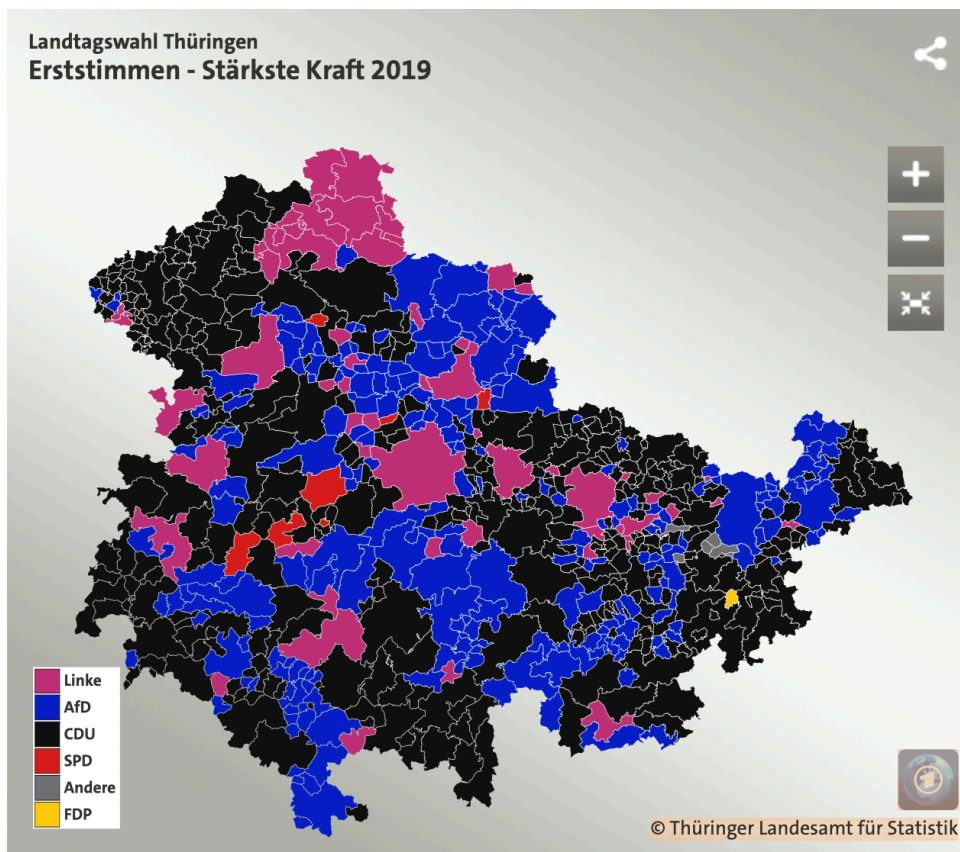 Landtagswahl Thüringen
Erststimmen - Stärkste Kraft 2019
Linke
AfD
CDU
SPD
Andere
FDP
© Thüringer Landesamt für Statistik